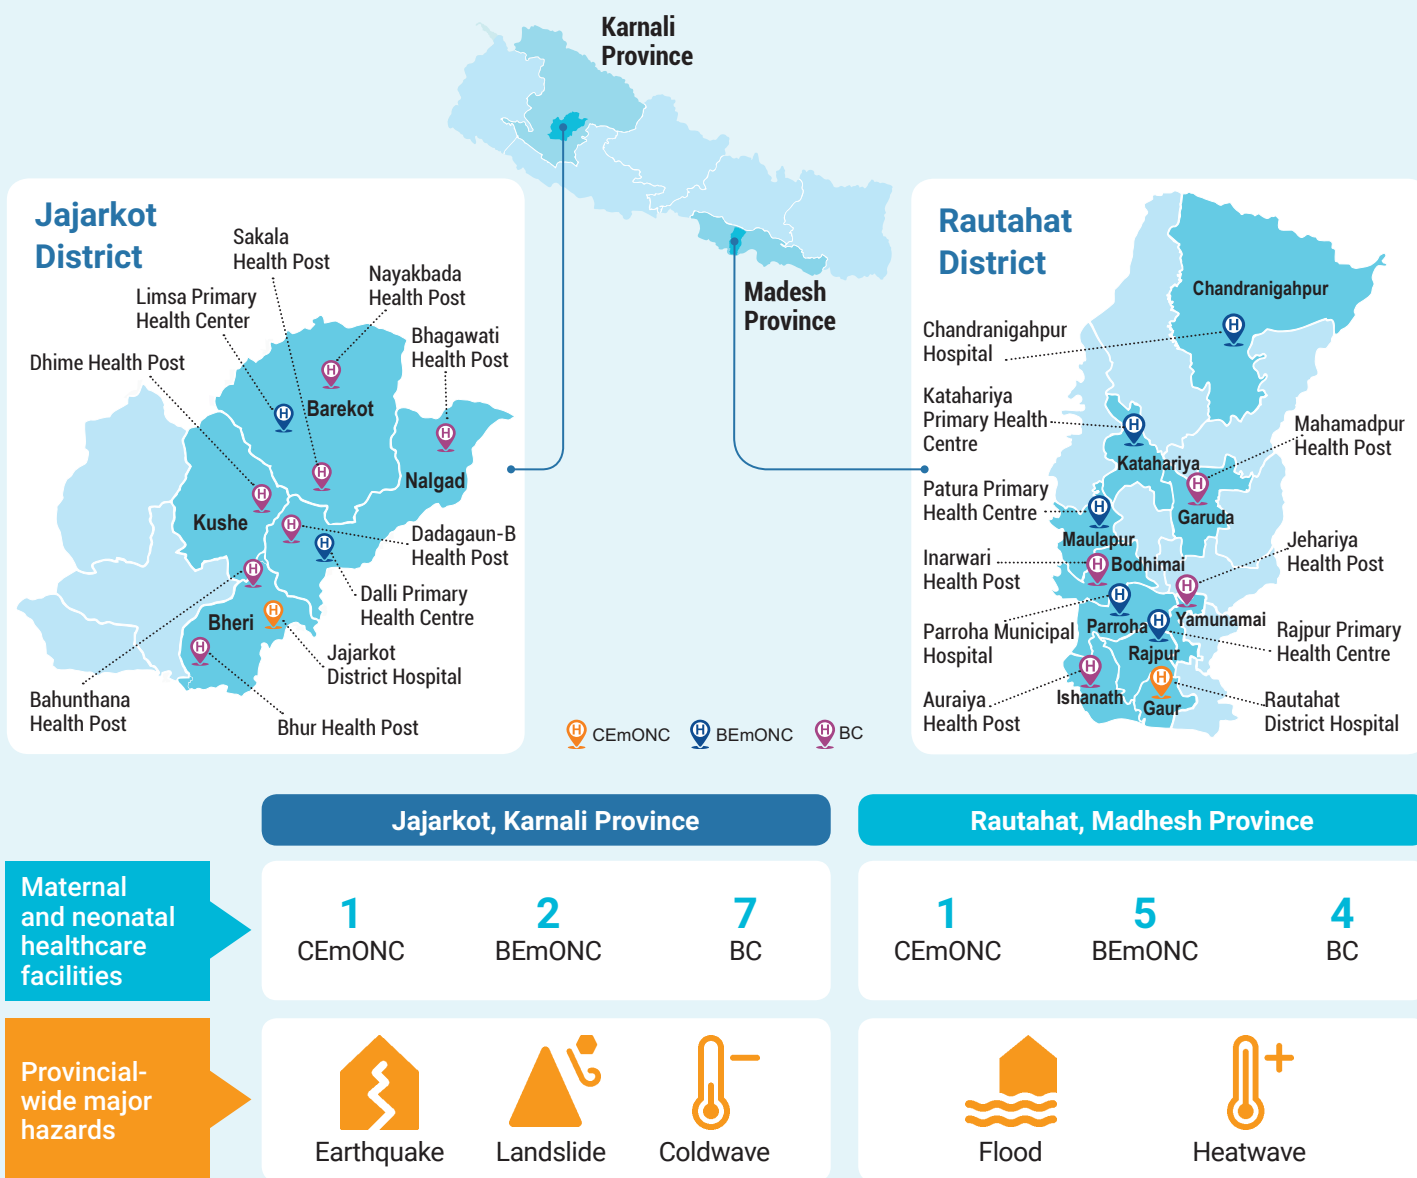 Karnali
Province
Madesh
Province
Jajarkot
District
Sakala
Health Post
Nayakbada
Health Post
Limsa Primary
Health Center
Bhagawati
Health Post
Dhime Health Post
H
H
H
H
H
H
H
H
H
H
Barekot
Nalgad
Kushe
Bheri
Dadagaun-B
Health Post
Dalli Primary
Health Centre
Jajarkot
District Hospital
Bahunthana
Health Post
Bhur Health Post
H CEmONC
H BEmONC
H BC
Rautahat
District
Chandranigahpur
Chandranigahpur
Hospital
Katahariya
Primary Health
Centre
Mahamadpur
Health Post
Katahariya
Patura Primary
Health Centre
Garuda
Maulapur
Jehariya
Health Post
Inarwari
Health Post
Bodhimai
Parroha Municipal
Hospital
Parroha
Yamunamai
Rajpur Primary
Health Centre
Rajpur
Auraiya
Health Post
Ishanath
Gaur
Rautahat
District Hospital
H
H
H
H
H
H
H
H
H
H
Jajarkot, Karnali Province
Rautahat, Madhesh Province
Maternal
and neonatal
healthcare
facilities
1
CEmONC
2
BEmONC
7
BC
1
CEmONC
5
BEmONC
4
BC
Provincial-
wide major
hazards
Earthquake
Landslide
Coldwave
Flood
Heatwave